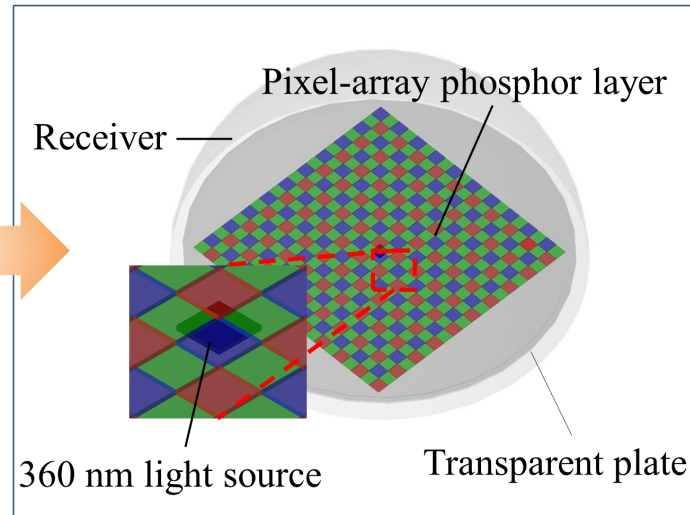 Pixel-array phosphor layer
Receiver
360 nm light source
Transparent plate